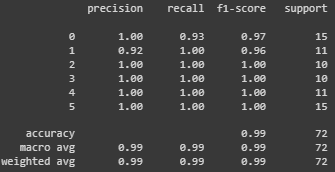 precision recall f1-score support
0 1.00 0.93 0.97 15
1 0.92 1.00 0.96 11
2 1.00 1.00 1.00 10
3 1.00 1.00 1.00 10
4 1.00 1.00 1.00 11
5 1.00 1.00 1.00 15
accuracy 0.99 72
macro avg 0.99 0.99 0.99 72
weighted avg 0.99 0.99 0.99 72